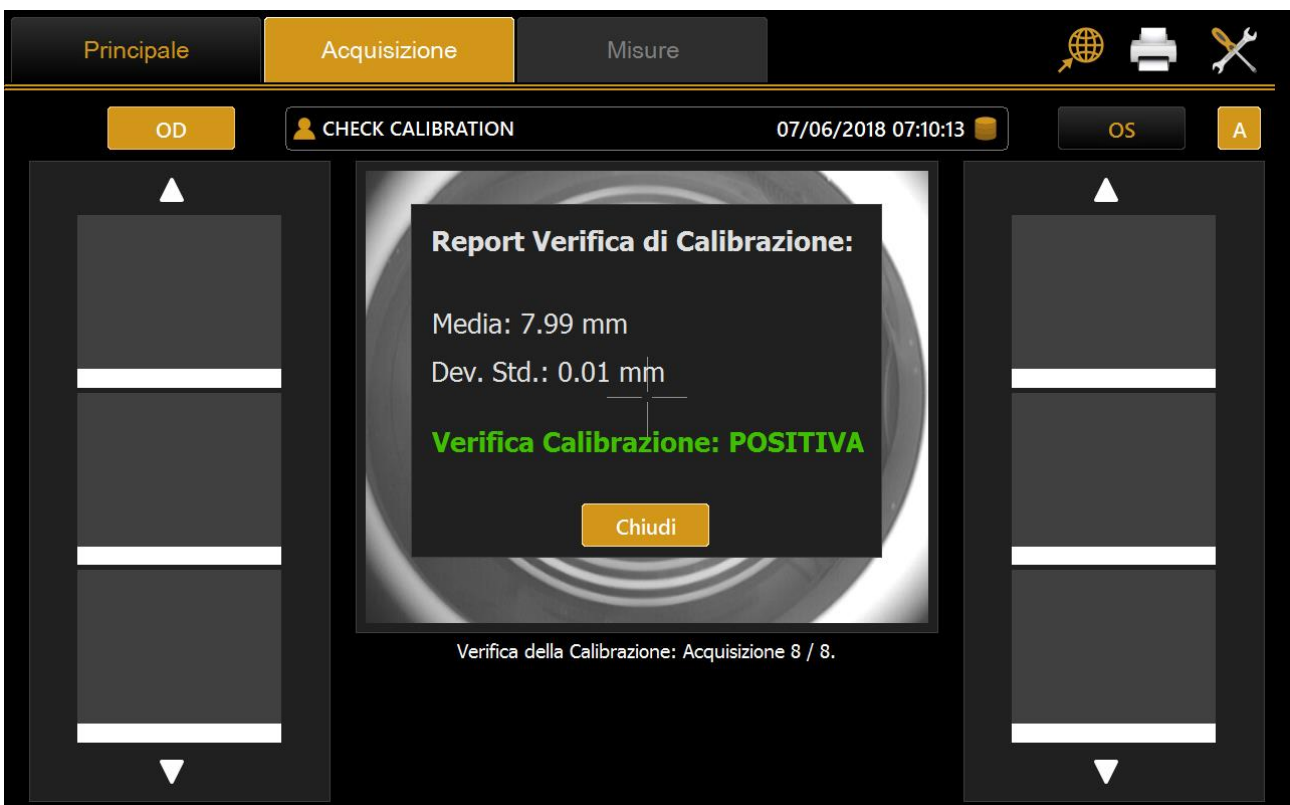 Principale
Acquisizione
Misure
OD
CHECK CALIBRATION
07/06/2018 07:10:13
OS
A
Report Verifica di Calibrazione:
Media: 7.99 mm
Dev. Std.: 0.01 mm
Verifica Calibrazione: POSITIVA
Chiudi
Verifica della Calibrazione: Acquisizione 8 / 8.